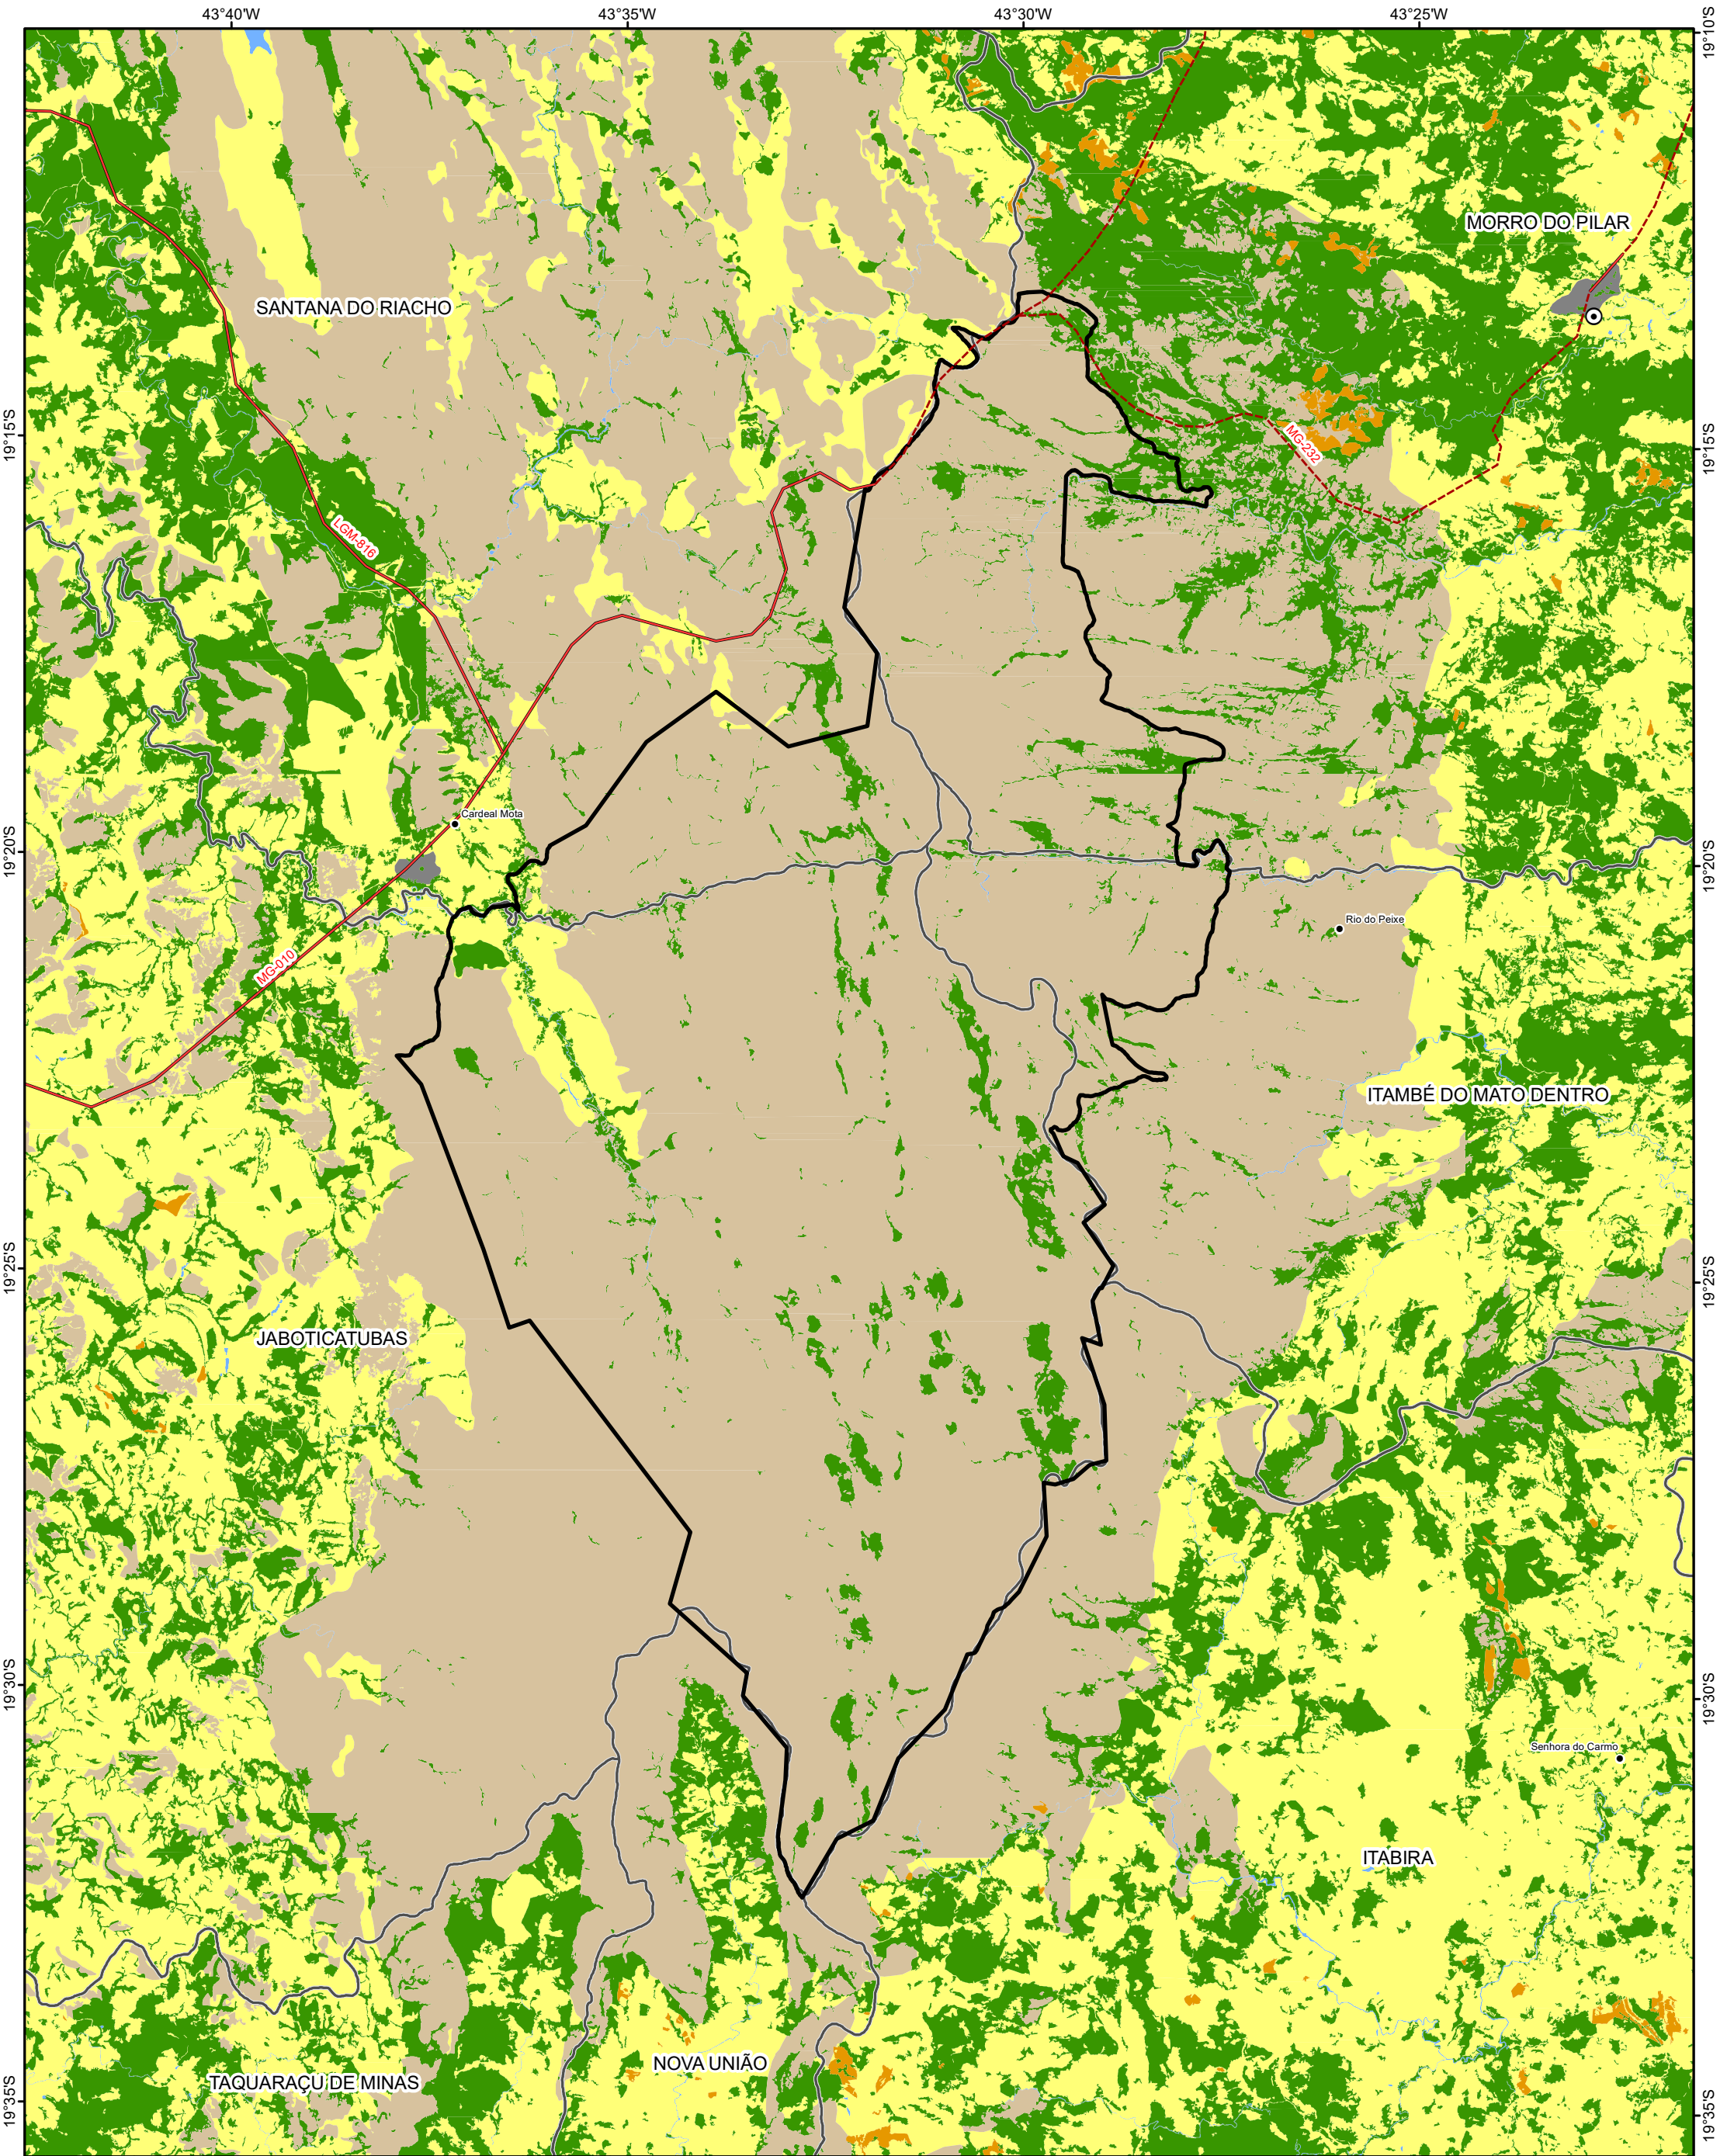 43°40'W
43°35'W
43°30'W
43°25'W
19°10'S
MORRO DO PILAR
SANTANA DO RIACHO
19°15'S
19°15'S
MG-232
LGM-816
Cardeal Mota
19°20'S
19°20'S
Rio do Peixe
MG-010
ITAMBÉ DO MATO DENTRO
19°25'S
19°25'S
JABOTICATUBAS
19°30'S
19°30'S
Senhora do Carmo
ITABIRA
NOVA UNIÃO
TAQUARAÇU DE MINAS
19°35'S
19°35'S